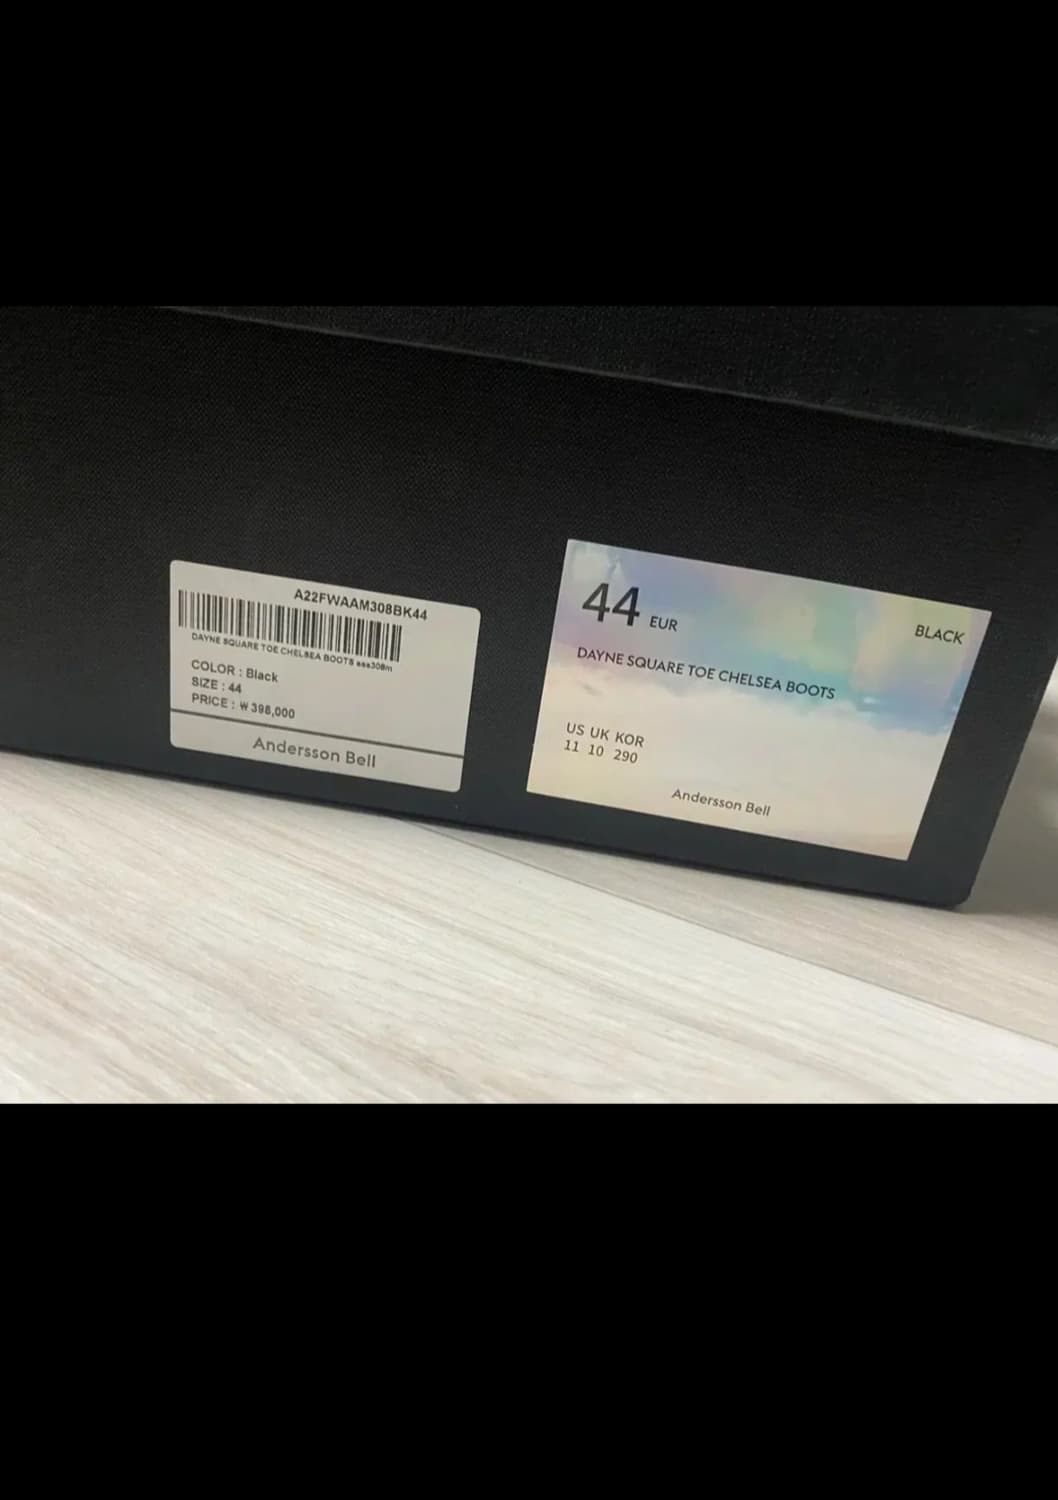 A22FWAAM308BK44
DAYNE SQUARE TOE CHELSEA BOOTS aaa308m
COLOR : Black
SIZE : 44
PRICE : ₩ 398,000
Andersson Bell
44 EUR
BLACK
DAYNE SQUARE TOE CHELSEA BOOTS
US UK KOR
11 10 290
Andersson Bell